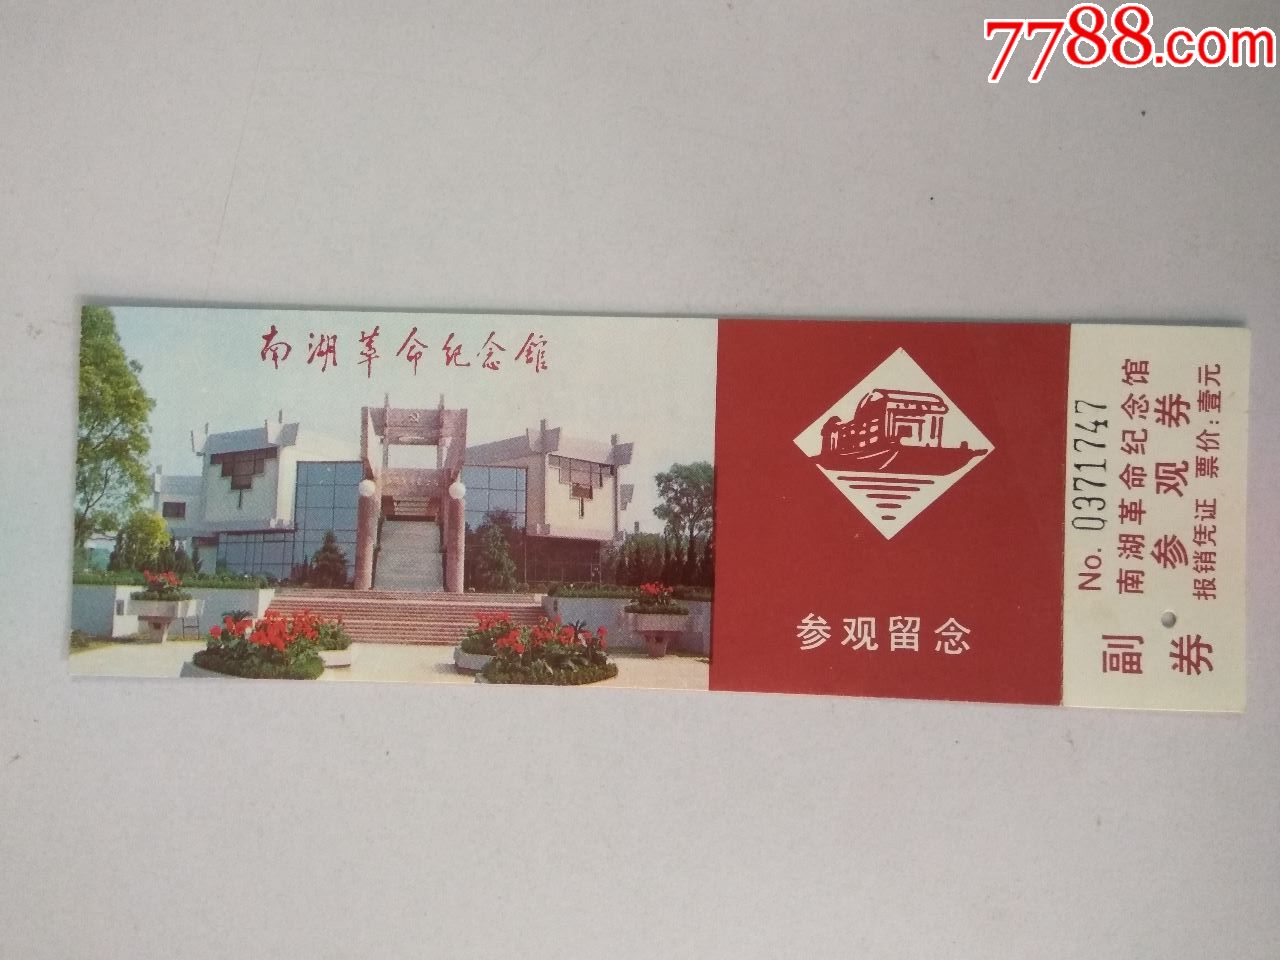 7788.com
南湖革命纪念館
参观留念
No. 0371747
南湖革命纪念馆
参观券
报销凭证 票价:壹元
副券